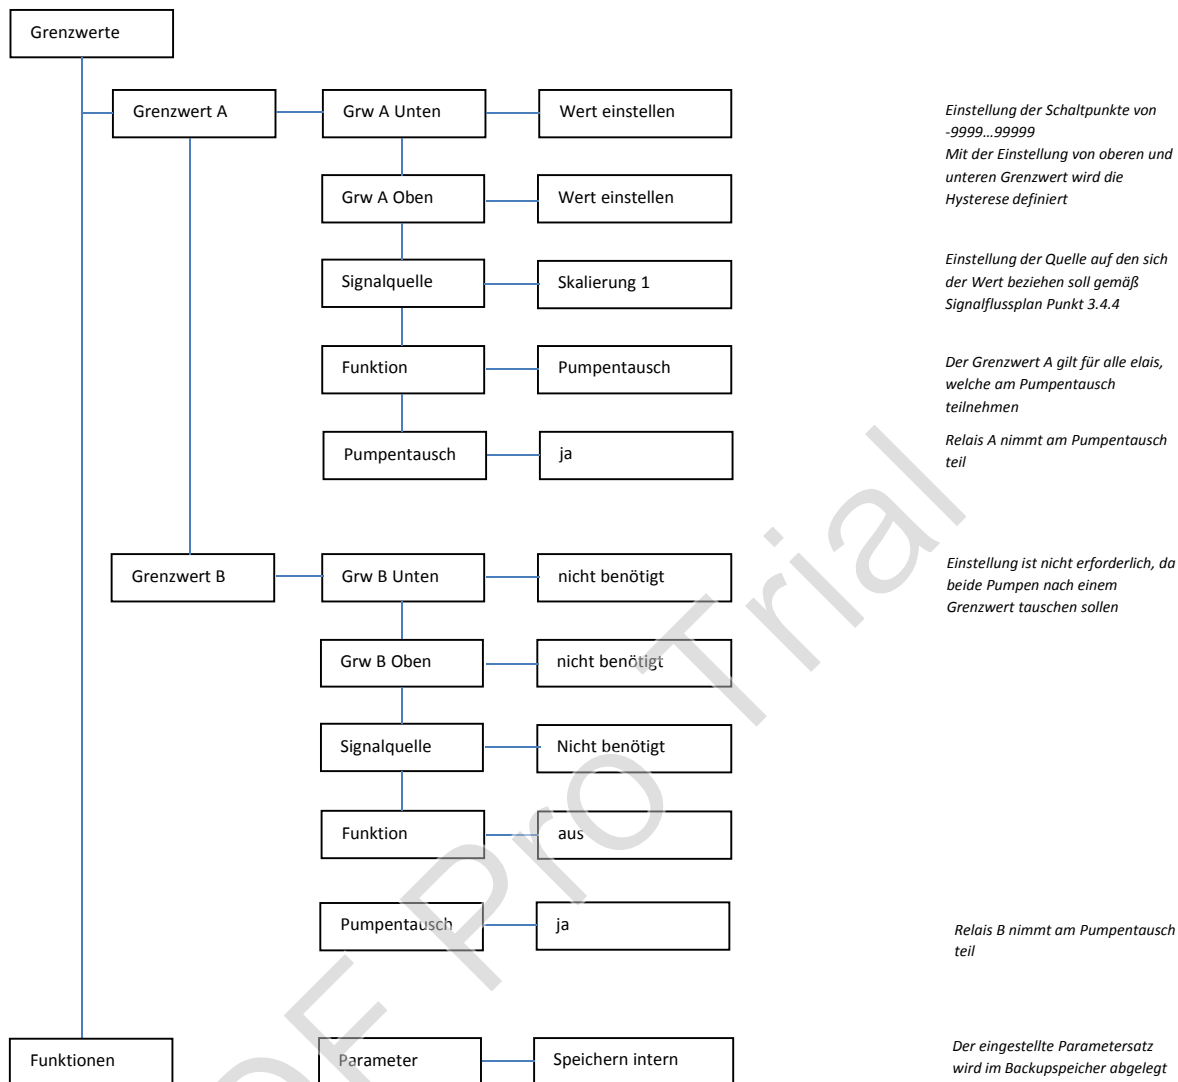 Grenzwerte
Grenzwert A
Grw A Unten
Wert einstellen
Einstellung der Schaltpunkte von
-9999...99999
Mit der Einstellung von oberen und
unteren Grenzwert wird die
Hysterese definiert
Grw A Oben
Wert einstellen
Signalquelle
Skalierung 1
Einstellung der Quelle auf den sich
der Wert beziehen soll gemäß
Signalflussplan Punkt 3.4.4
Funktion
Pumpentausch
Der Grenzwert A gilt für alle elais,
welche am Pumpentausch
teilnehmen
Pumpentausch
ja
Relais A nimmt am Pumpentausch
teil
Grenzwert B
Grw B Unten
nicht benötigt
Einstellung ist nicht erforderlich, da
beide Pumpen nach einem
Grenzwert tauschen sollen
Grw B Oben
nicht benötigt
Signalquelle
Nicht benötigt
Funktion
aus
Pumpentausch
ja
Relais B nimmt am Pumpentausch
teil
Funktionen
Parameter
Speichern intern
Der eingestellte Parametersatz
wird im Backupspeicher abgelegt
DF Pro Trial